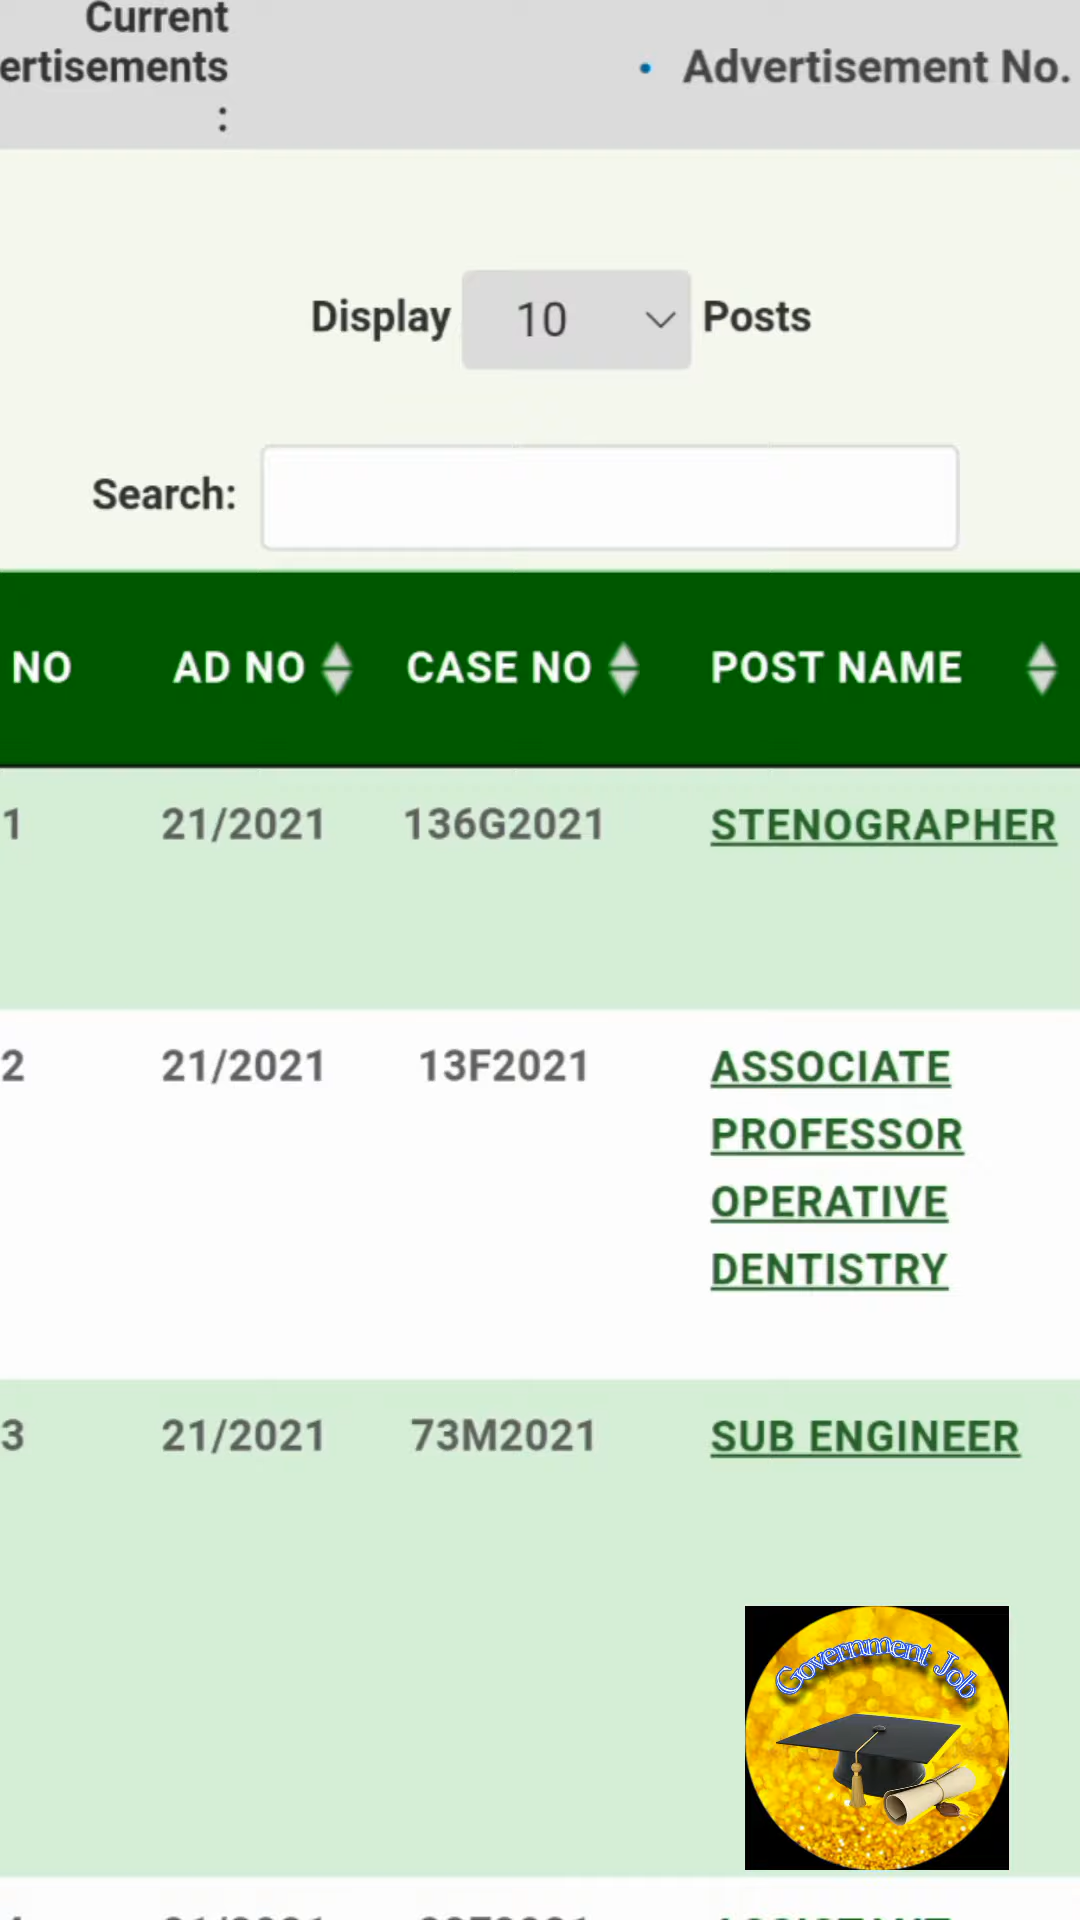 Current
ertisements
:
• Advertisement No.
Display 10 Posts
Search:
NO AD NO CASE NO POST NAME
1 21/2021 136G2021 STENOGRAPHER
2 21/2021 13F2021 ASSOCIATE
PROFESSOR
OPERATIVE
DENTISTRY
3 21/2021 73M2021 SUB ENGINEER
Government Job